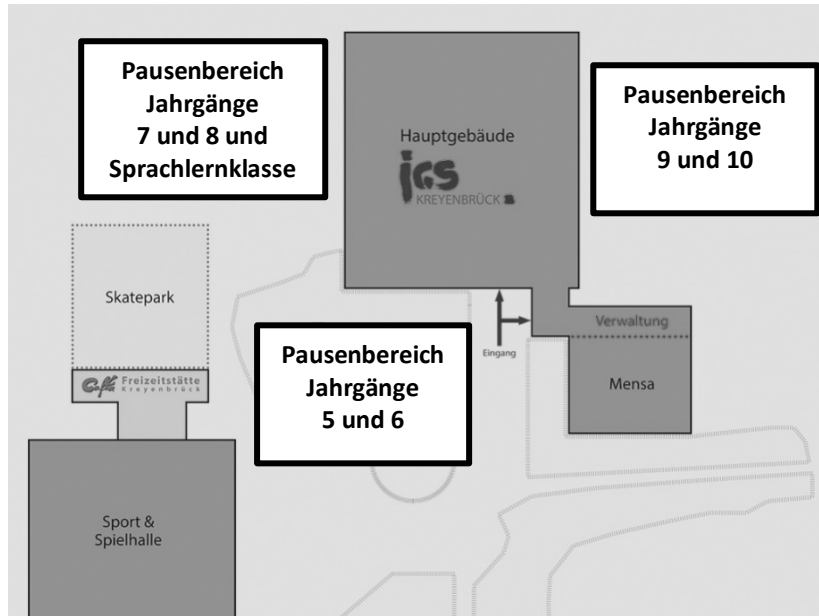 Pausenbereich
Jahrgänge
7 und 8 und
Sprachlernklasse
Hauptgebäude
iGS
KREYENBRÜCK
Pausenbereich
Jahrgänge
9 und 10
Skatepark
Café Freizeitstätte
Kreyenbrück
Pausenbereich
Jahrgänge
5 und 6
Eingang
Verwaltung
Mensa
Sport &
Spielhalle